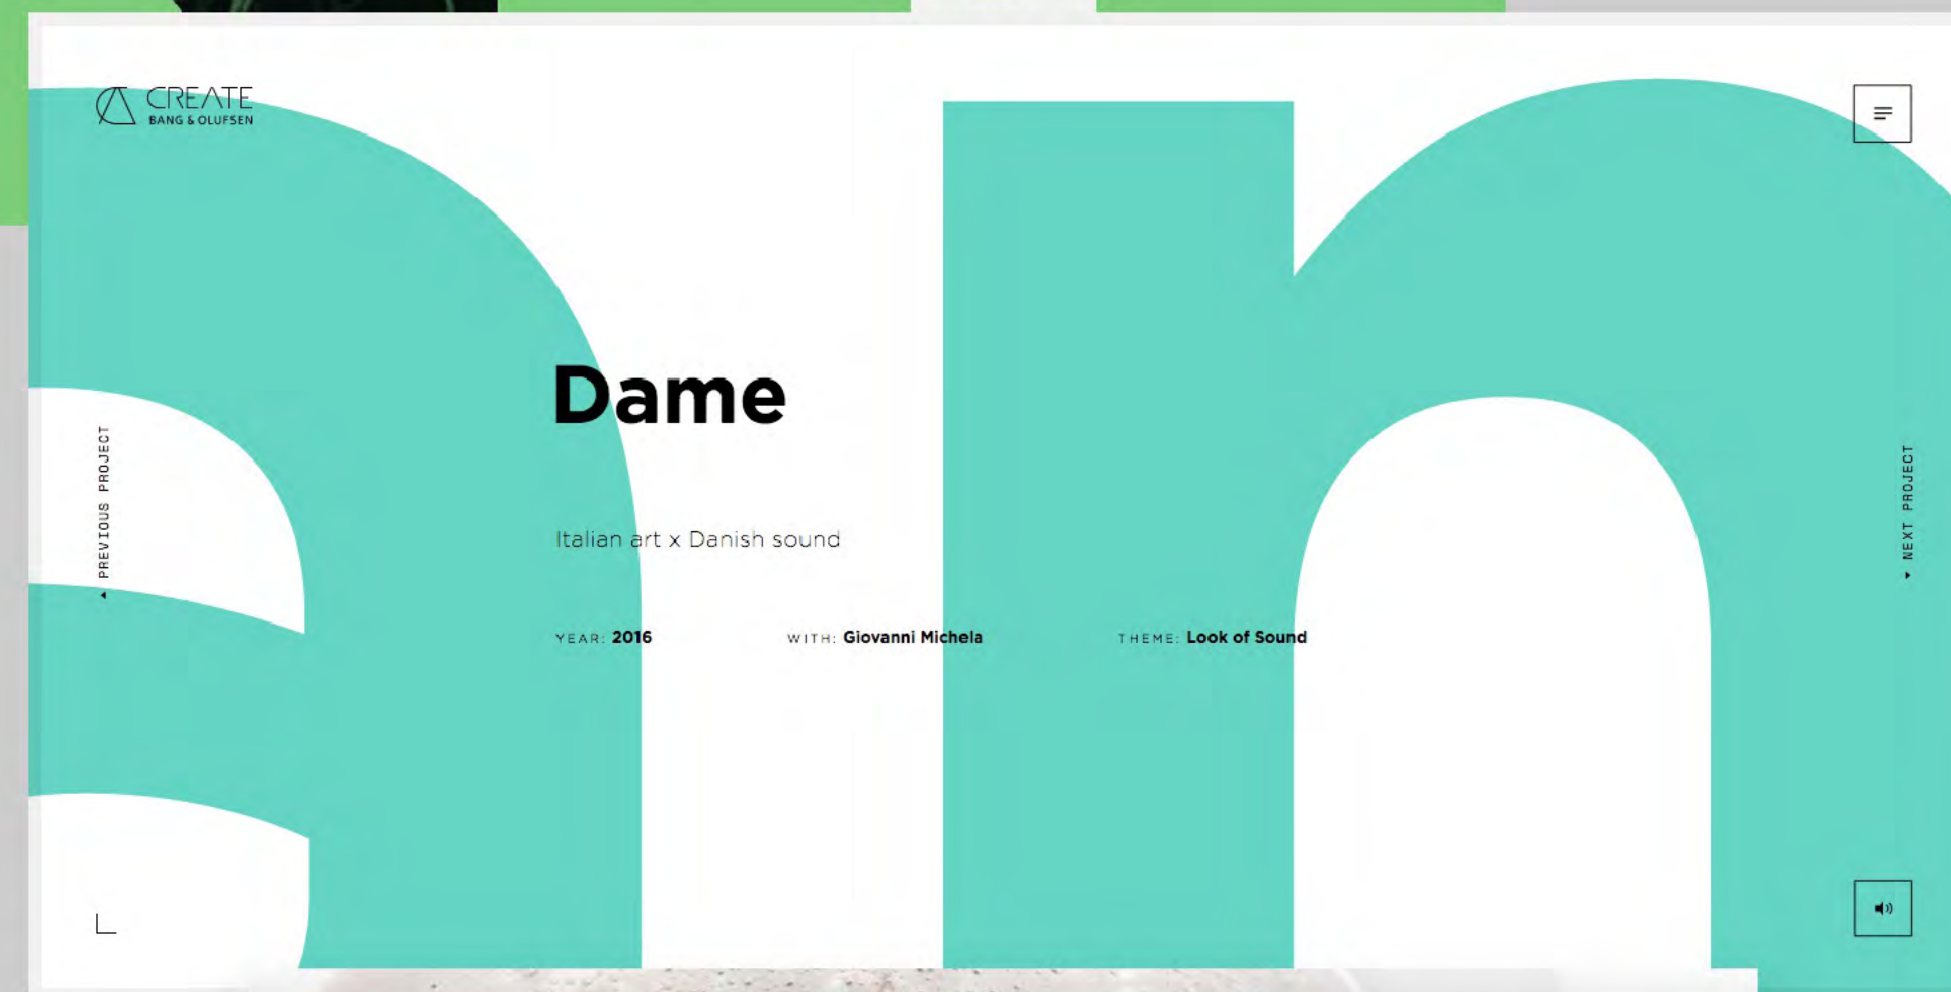 CREATE
BANG & OLUFSEN
Dame
PREVIOUS PROJECT
NEXT PROJECT
Italian art x Danish sound
YEAR: 2016 WITH: Giovanni Michela THEME: Look of Sound
am